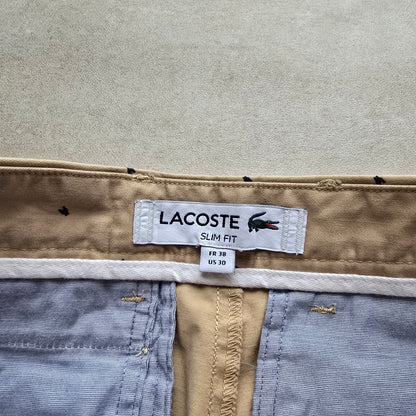 LACOSTE
SLIM FIT
FR 38
US 30